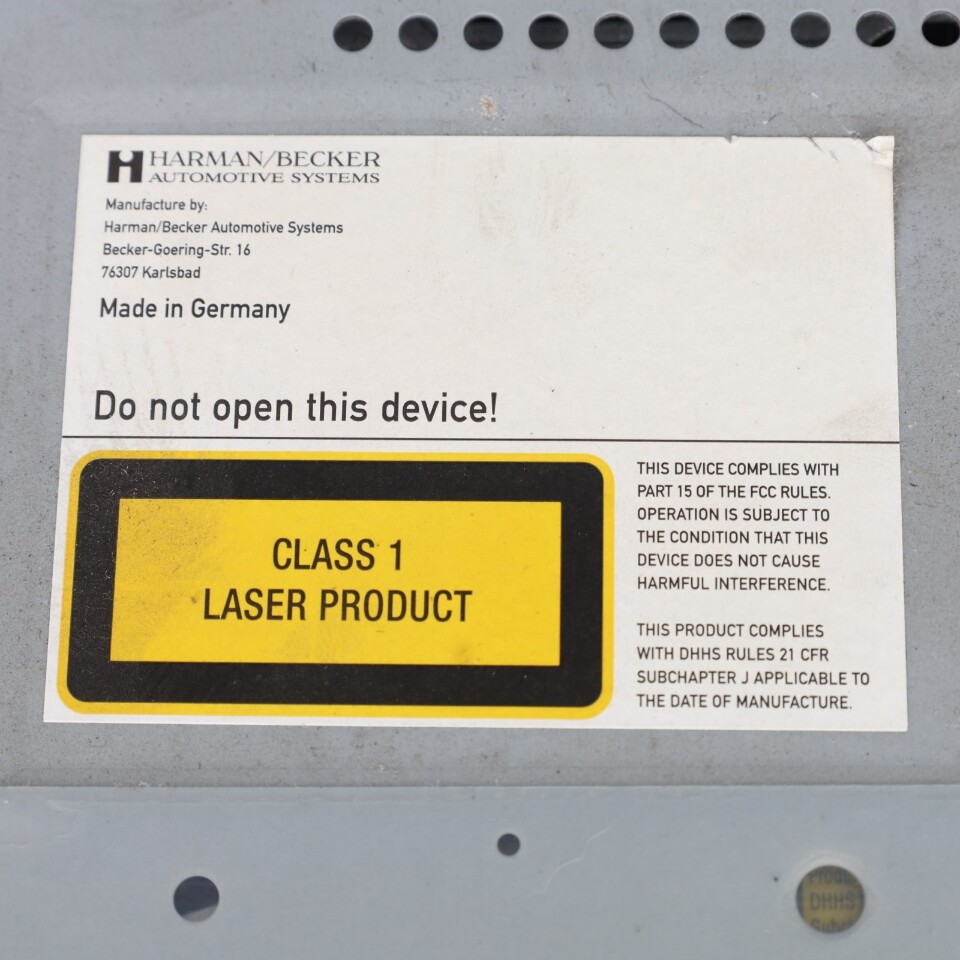 HARMAN/BECKER
AUTOMOTIVE SYSTEMS
Manufacture by:
Harman/Becker Automotive Systems
Becker-Goering-Str. 16
76307 Karlsbad
Made in Germany
Do not open this device!
CLASS 1
LASER PRODUCT
THIS DEVICE COMPLIES WITH
PART 15 OF THE FCC RULES.
OPERATION IS SUBJECT TO
THE CONDITION THAT THIS
DEVICE DOES NOT CAUSE
HARMFUL INTERFERENCE.
THIS PRODUCT COMPLIES
WITH DHHS RULES 21 CFR
SUBCHAPTER J APPLICABLE TO
THE DATE OF MANUFACTURE.
DHHS